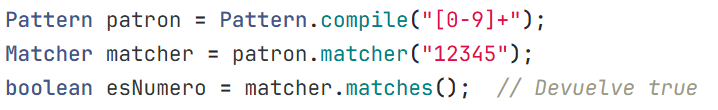 Pattern patron = Pattern.compile("[0-9]+");
Matcher matcher = patron.matcher("12345");
boolean esNumero = matcher.matches();  // Devuelve true